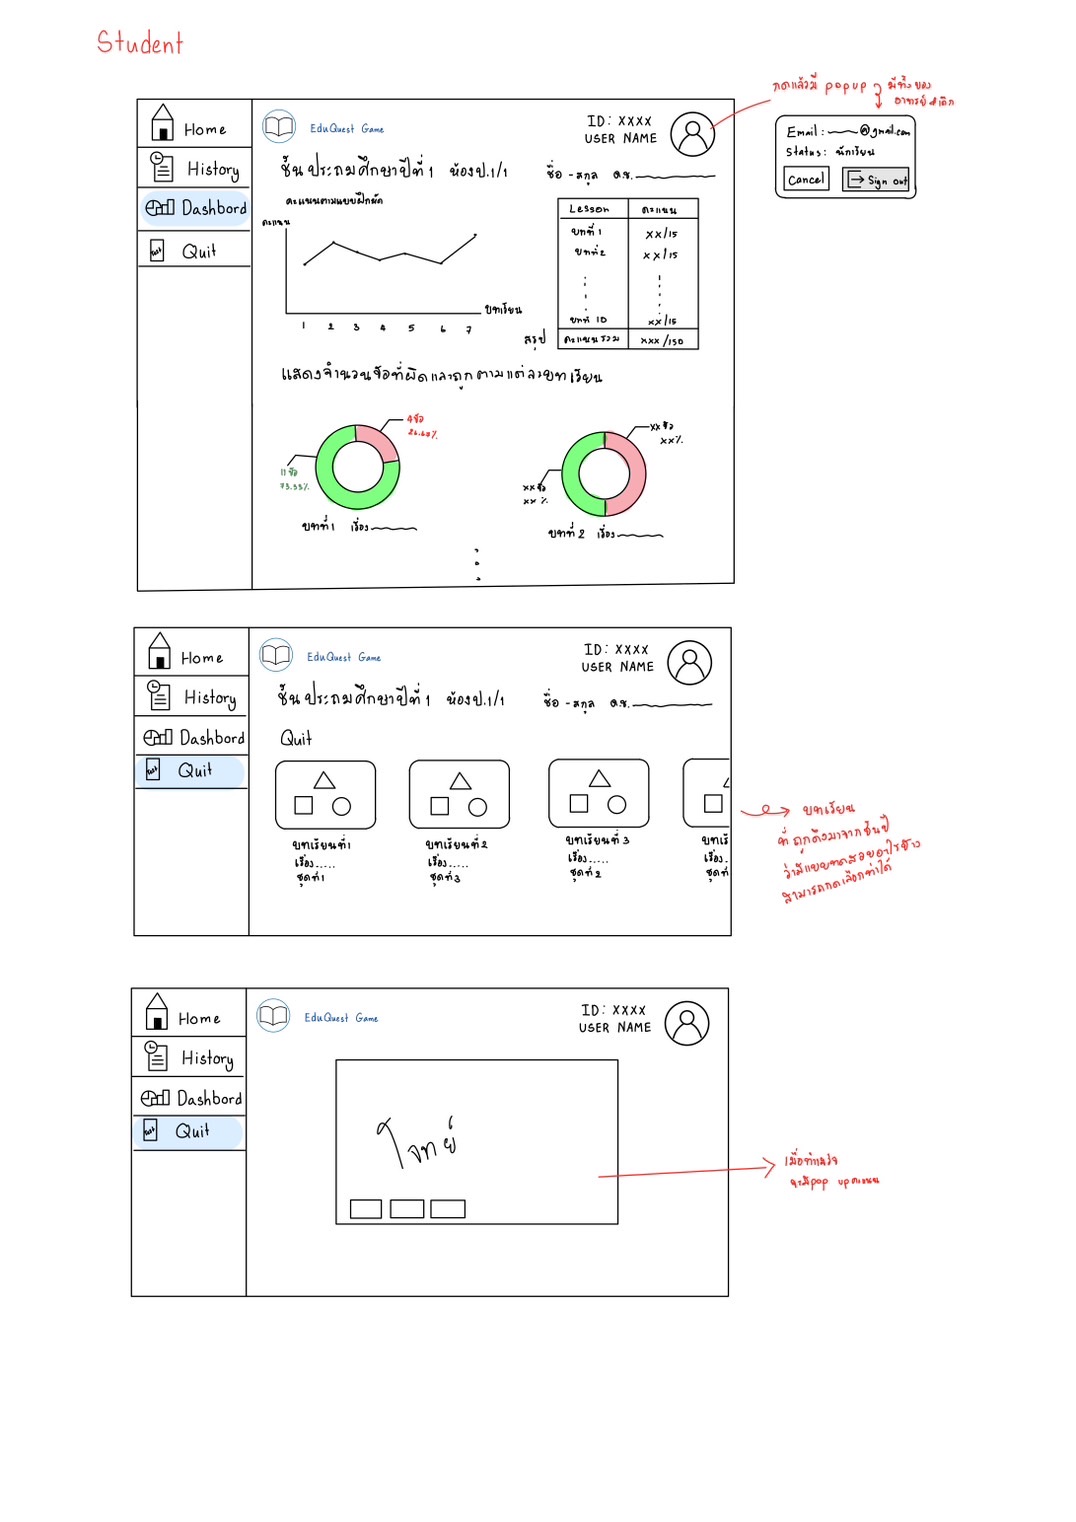 Student
กดแล้วมี popup
มีทั้งของ
อาจารย์ & เด็ก
Home
History
Dashbord
Quit
EduQuest Game
ID: XXXX
USER NAME
Email: @gmail.com
Status: นักเรียน
Cancel
Sign out
ชั้นประถมศึกษาปีที่ 1 ห้องป.1/1
ชื่อ - สกุล ด.ช.
คะแนนตามแบบฝึกหัด
คะแนน
บทเรียน
1 2 3 4 5 6 7
Lesson คะแนน
บทที่ 1 xx/15
บทที่ 2 xx/15
บทที่ 10 xx/15
สรุป คะแนนรวม xxx/150
แสดงจำนวนข้อที่ผิดและถูกตามแต่ละบทเรียน
4 ข้อ
26.67%
11 ข้อ
73.33%
บทที่ 1 เรื่อง
xx ข้อ
xx%
xx ข้อ
xx %
บทที่ 2 เรื่อง
Home
History
Dashbord
Quit
EduQuest Game
ID: XXXX
USER NAME
ชั้นประถมศึกษาปีที่ 1 ห้องป.1/1
ชื่อ - สกุล ด.ช.
Quit
บทเรียนที่1
เรื่อง.....
ชุดที่1
บทเรียนที่2
เรื่อง.....
ชุดที่3
บทเรียนที่3
เรื่อง.....
ชุดที่2
บทเรียน
ที่ถูกดึงมาจากชั้นปี
ว่ามีแบบทดสอบอะไรบ้าง
สามารถกดเลือกทำได้
Home
History
Dashbord
Quit
EduQuest Game
ID: XXXX
USER NAME
โจทย์
เมื่อทำเสร็จ
จะมีpop upคะแนน